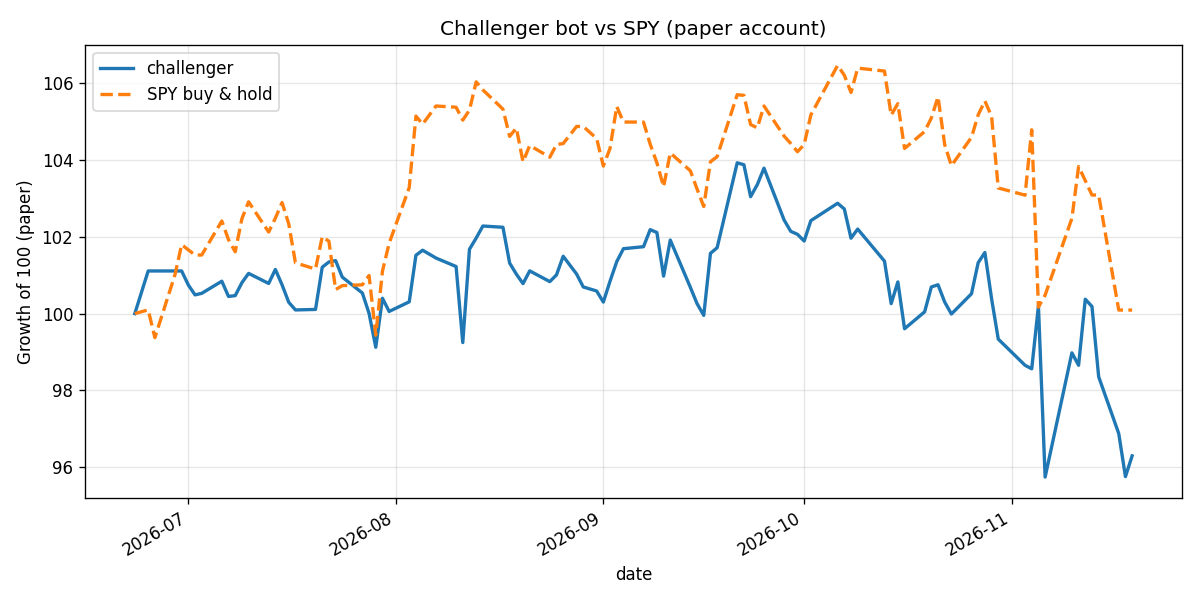 Challenger bot vs SPY (paper account)
challenger
SPY buy & hold
Growth of 100 (paper)
106
104
102
100
98
96
2026-07
2026-08
2026-09
2026-10
2026-11
date